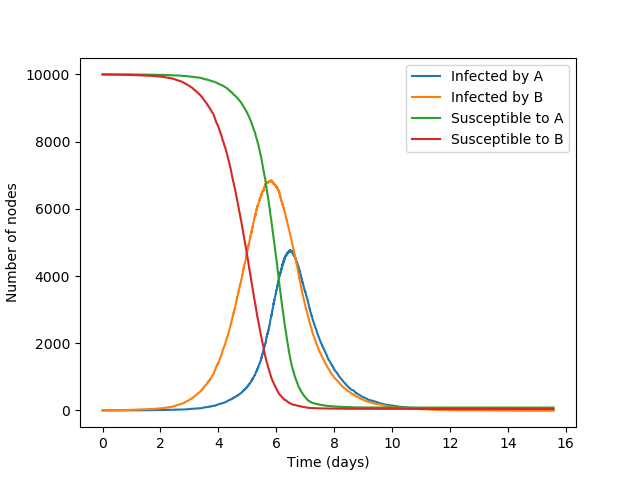 Infected by A
Infected by B
Susceptible to A
Susceptible to B
Number of nodes
10000
8000
6000
4000
2000
0
0 2 4 6 8 10 12 14 16
Time (days)